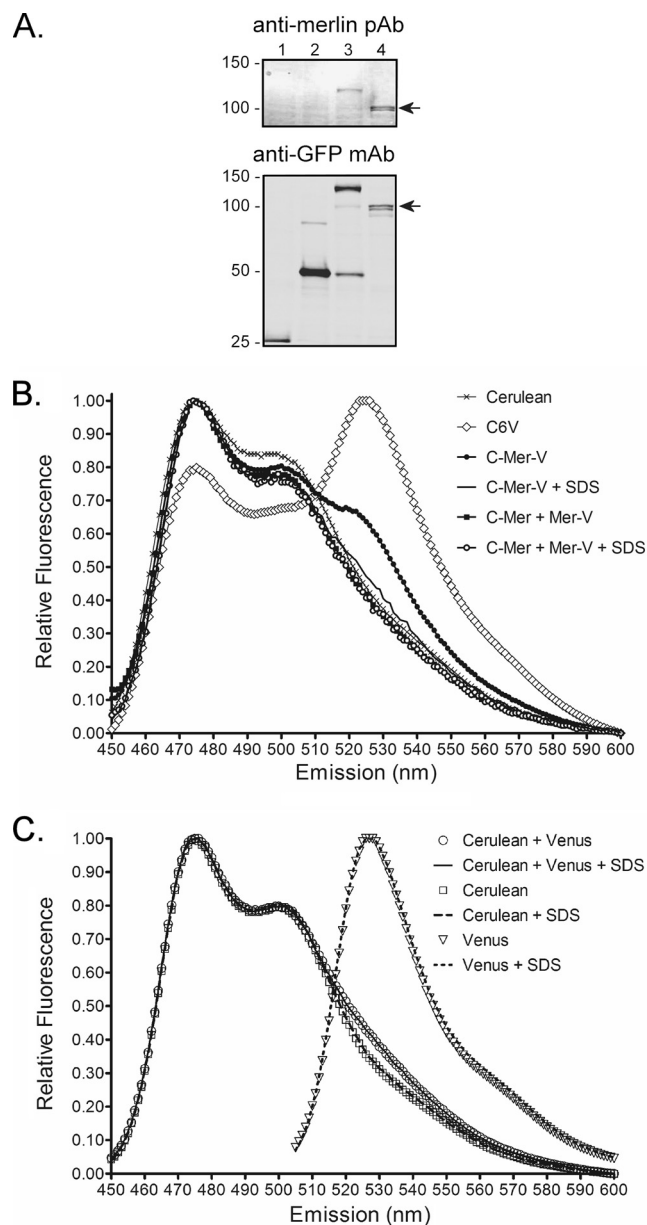 A.
anti-merlin pAb
1 2 3 4
150 -
100 -
anti-GFP mAb
150 -
100 -
50 -
25 -
B.
Relative Fluorescence
1.00
0.90
0.80
0.70
0.60
0.50
0.40
0.30
0.20
0.10
0.00
450 460 470 480 490 500 510 520 530 540 550 560 570 580 590 600
Emission (nm)
Cerulean
C6V
C-Mer-V
C-Mer-V + SDS
C-Mer + Mer-V
C-Mer + Mer-V + SDS
C.
Relative Fluorescence
1.00
0.90
0.80
0.70
0.60
0.50
0.40
0.30
0.20
0.10
0.00
450 460 470 480 490 500 510 520 530 540 550 560 570 580 590 600
Emission (nm)
Cerulean + Venus
Cerulean + Venus + SDS
Cerulean
Cerulean + SDS
Venus
Venus + SDS